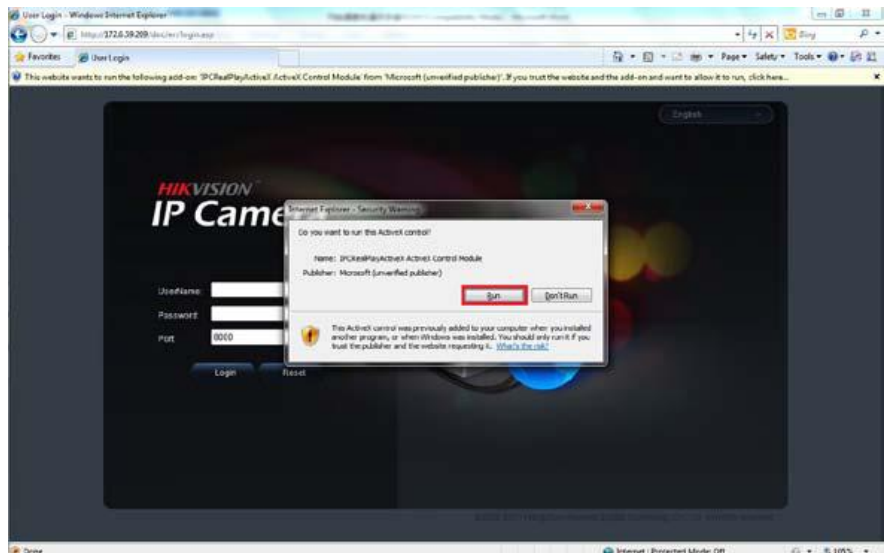 User Login - Windows Internet Explorer
Bing
Favorites User Login Page Safety Tools
This website wants to run the following add-on: 'IPCRealPlayActiveX ActiveX Control Module' from 'Microsoft (unverified publisher)'. If you trust the website and the add-on and want to allow it to run, click here...
English
HIKVISION
IP Came
Internet Explorer - Security Warning
Do you want to run this ActiveX control?
Name: IPCRealPlayActiveX ActiveX Control Module
Publisher: Microsoft (unverified publisher)
Run Don't Run
This ActiveX control was previously added to your computer when you installed
another program, or when Windows was installed. You should only run it if you
trust the publisher and the website requesting it. What's the risk?
UserName
Password
Port 8000
Login Reset
Done Internet | Protected Mode: Off 105%